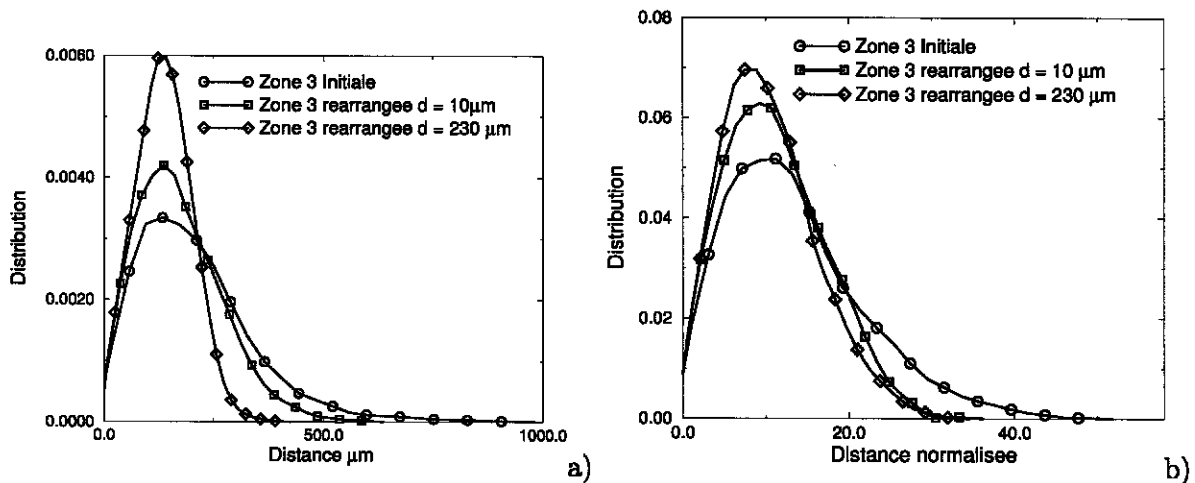 0.0060
0.0040
0.0020
0.0000
Distribution
Zone 3 Initiale
Zone 3 rearrangee d = 10μm
Zone 3 rearrangee d = 230 μm
0.0
500.0
1000.0
Distance μm
a)
0.08
0.06
0.04
0.02
0.00
Distribution
Zone 3 Initiale
Zone 3 rearrangee d = 10 μm
Zone 3 rearrangee d = 230 μm
0.0
20.0
40.0
Distance normalisee
b)